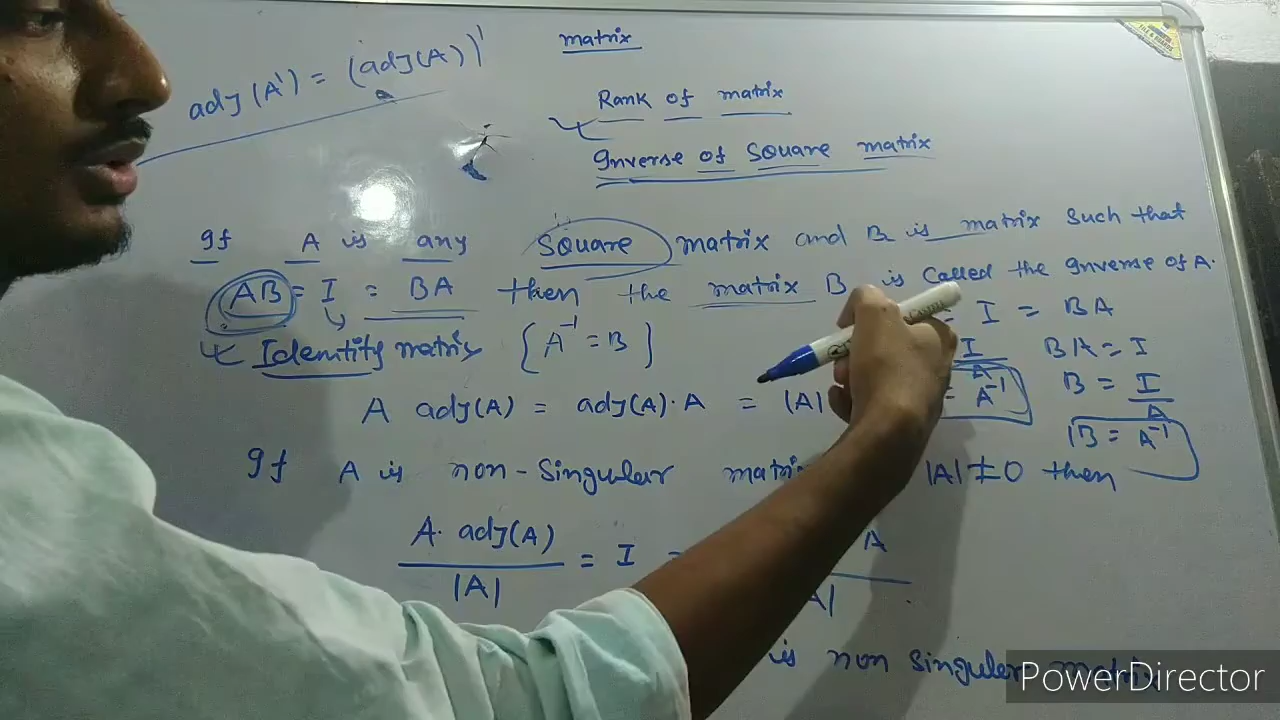 matrix
adj(A') = (adj(A))'
Rank of matrix
Inverse of Square matrix
If A is any Square matrix and B is matrix Such that
AB = I = BA then the matrix B is Called the Inverse of A.
= I = BA
Idenitity matrix {A⁻¹ = B}
I BA = I
A
= A⁻¹ B = I/A
A adj(A) = adj(A).A = |A|
B = A⁻¹
If A is non-Singular |A| ≠ 0 then
A. adj(A) / |A| = I = A
is non Singular matrix
PowerDirector